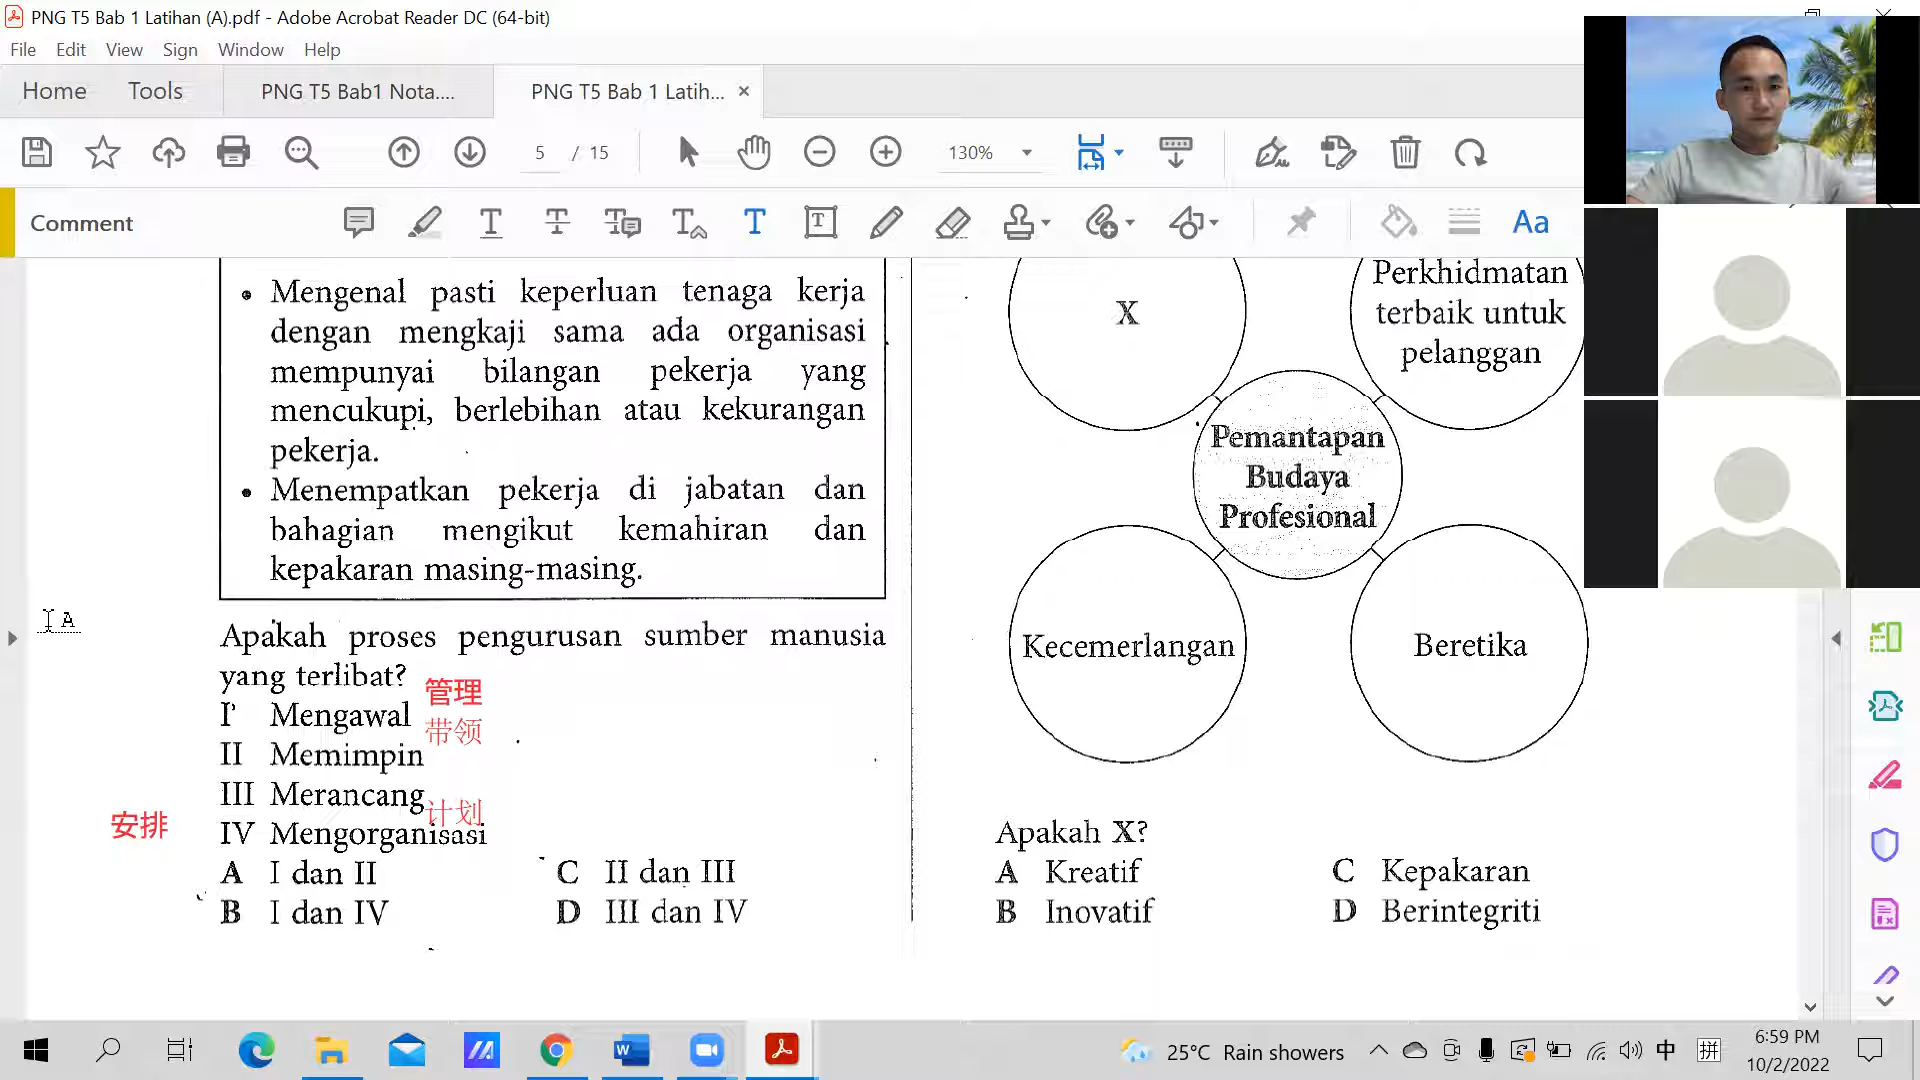 PNG T5 Bab 1 Latihan (A).pdf - Adobe Acrobat Reader DC (64-bit)
File Edit View Sign Window Help
Home Tools PNG T5 Bab1 Nota.... PNG T5 Bab 1 Latih... ×
5 / 15 130%
Comment Aa
• Mengenal pasti keperluan tenaga kerja
dengan mengkaji sama ada organisasi
mempunyai bilangan pekerja yang
mencukupi, berlebihan atau kekurangan
pekerja.
• Menempatkan pekerja di jabatan dan
bahagian mengikut kemahiran dan
kepakaran masing-masing.
A
Apakah proses pengurusan sumber manusia
yang terlibat?
管理
I Mengawal
带领
II Memimpin
III Merancang
计划
安排
IV Mengorganisasi
A I dan II C II dan III
B I dan IV D III dan IV
X
Perkhidmatan
terbaik untuk
pelanggan
Pemantapan
Budaya
Profesional
Kecemerlangan
Beretika
Apakah X?
A Kreatif C Kepakaran
B Inovatif D Berintegriti
25°C Rain showers
中
拼
6:59 PM
10/2/2022